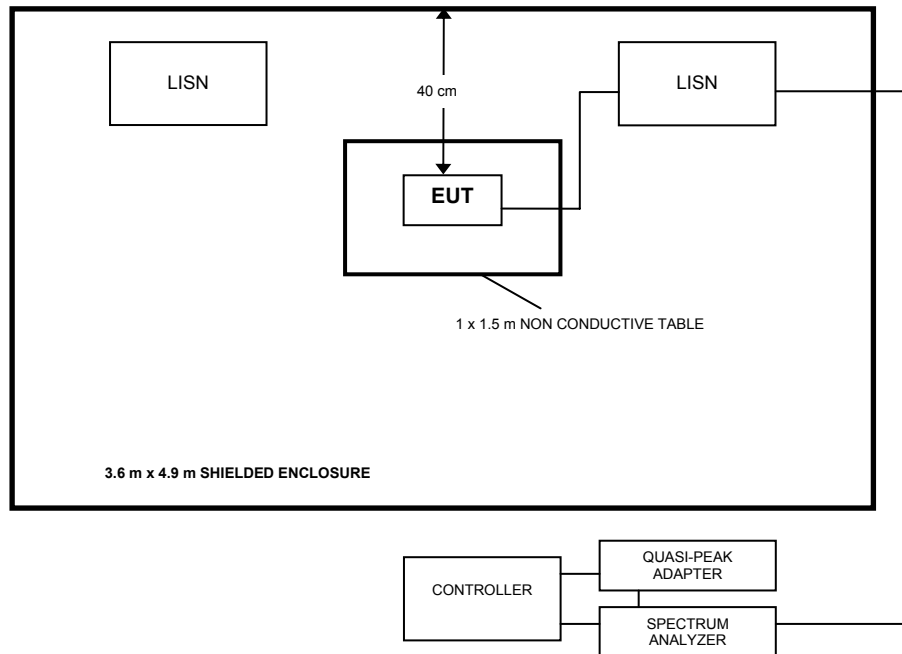 LISN
LISN
40 cm
EUT
1 x 1.5 m NON CONDUCTIVE TABLE
3.6 m x 4.9 m SHIELDED ENCLOSURE
QUASI-PEAK
ADAPTER
CONTROLLER
SPECTRUM
ANALYZER